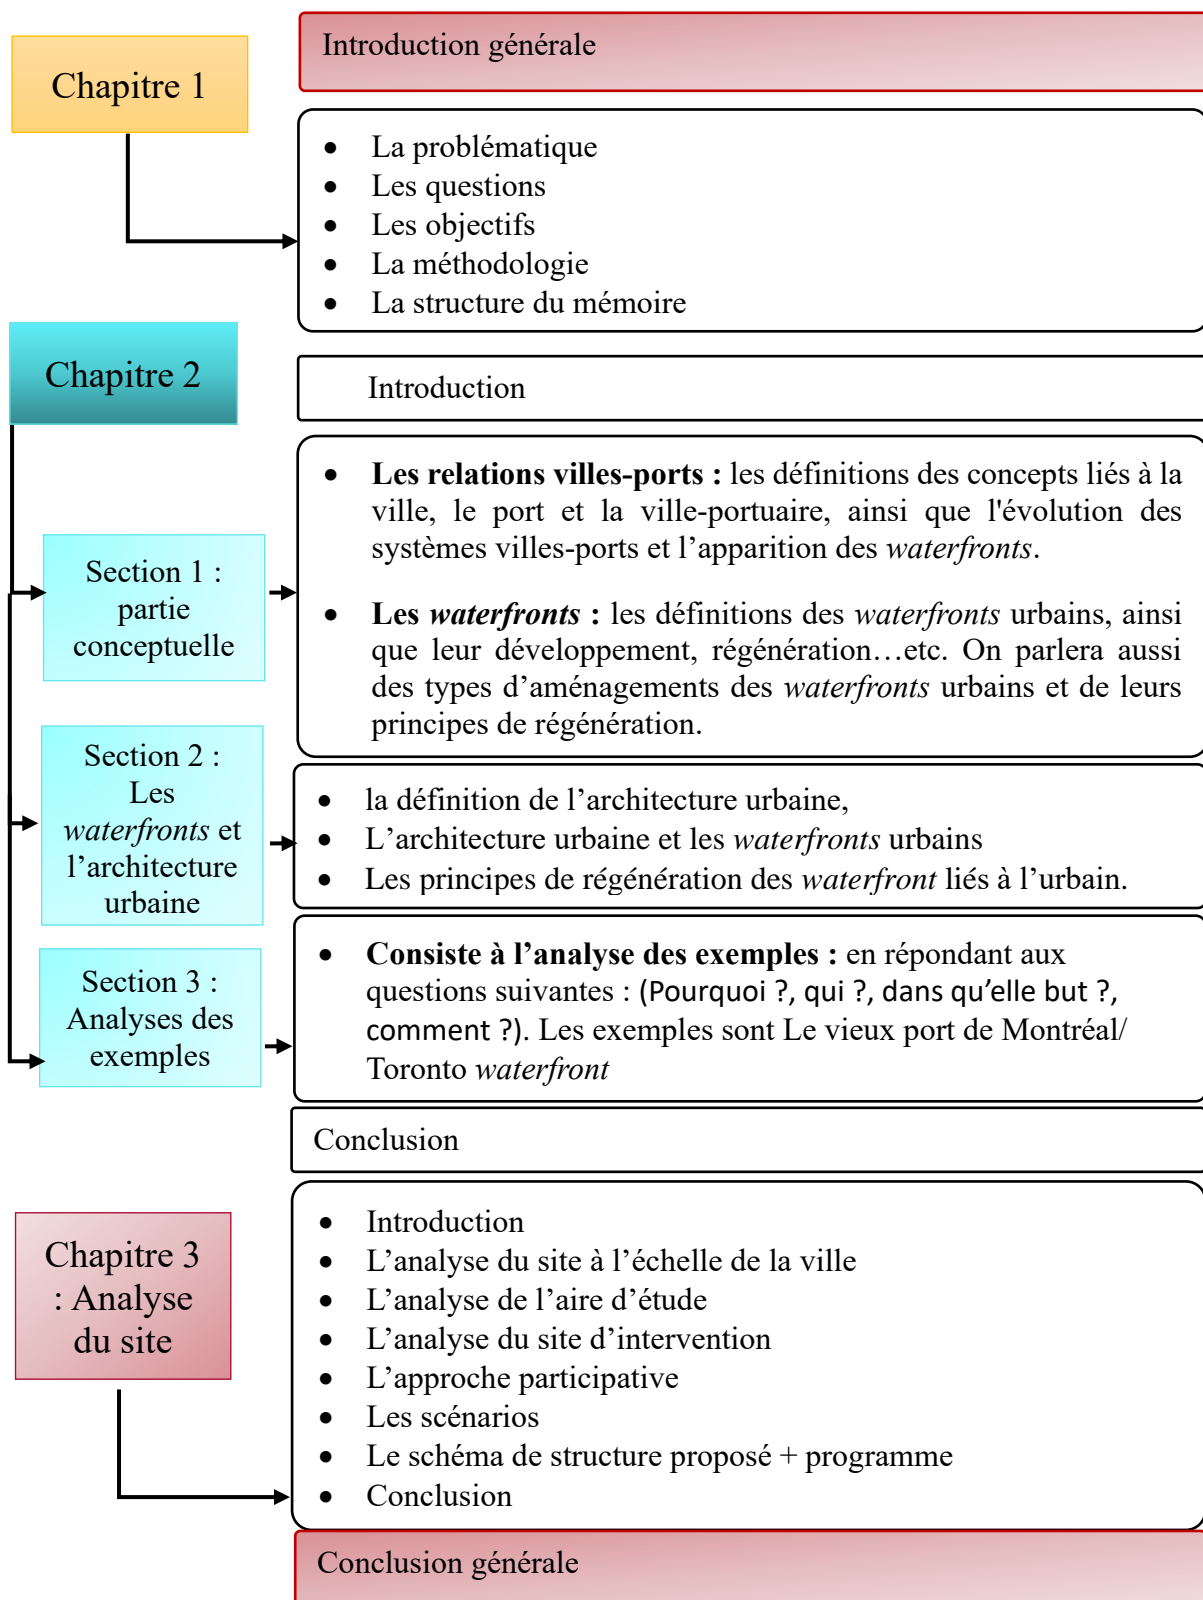 Introduction générale
Chapitre 1
• La problématique
• Les questions
• Les objectifs
• La méthodologie
• La structure du mémoire
Chapitre 2
Introduction
Section 1 :
partie
conceptuelle
• Les relations villes-ports : les définitions des concepts liés à la
ville, le port et la ville-portuaire, ainsi que l'évolution des
systèmes villes-ports et l’apparition des waterfronts.
• Les waterfronts : les définitions des waterfronts urbains, ainsi
que leur développement, régénération…etc. On parlera aussi
des types d’aménagements des waterfronts urbains et de leurs
principes de régénération.
Section 2 :
Les
waterfronts et
l’architecture
urbaine
• la définition de l’architecture urbaine,
• L’architecture urbaine et les waterfronts urbains
• Les principes de régénération des waterfront liés à l’urbain.
Section 3 :
Analyses des
exemples
• Consiste à l’analyse des exemples : en répondant aux
questions suivantes : (Pourquoi ?, qui ?, dans qu’elle but ?,
comment ?). Les exemples sont Le vieux port de Montréal/
Toronto waterfront
Conclusion
Chapitre 3
: Analyse
du site
• Introduction
• L’analyse du site à l’échelle de la ville
• L’analyse de l’aire d’étude
• L’analyse du site d’intervention
• L’approche participative
• Les scénarios
• Le schéma de structure proposé + programme
• Conclusion
Conclusion générale